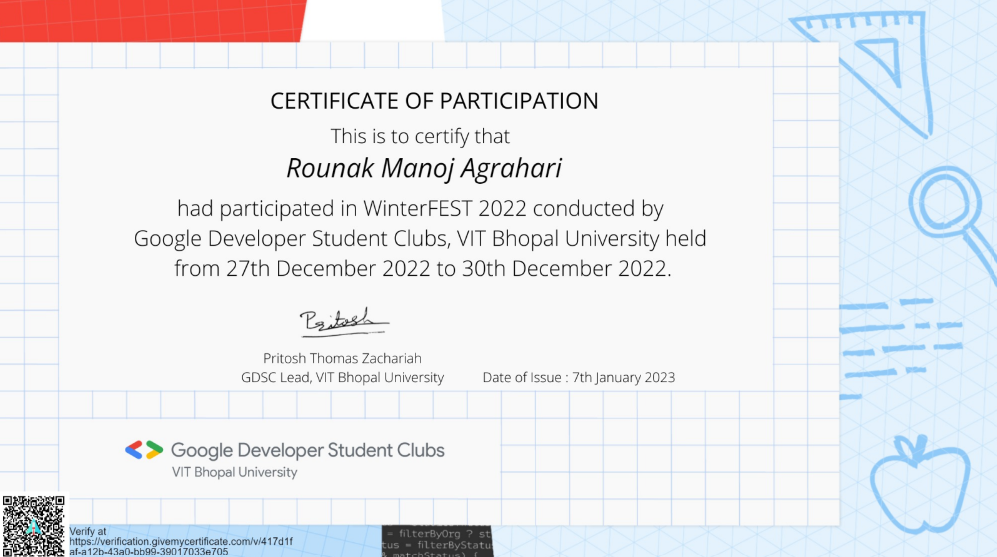 CERTIFICATE OF PARTICIPATION
This is to certify that
Rounak Manoj Agrahari
had participated in WinterFEST 2022 conducted by
Google Developer Student Clubs, VIT Bhopal University held
from 27th December 2022 to 30th December 2022.
Pritosh
Pritosh Thomas Zachariah
GDSC Lead, VIT Bhopal University
Date of Issue : 7th January 2023
Google Developer Student Clubs
VIT Bhopal University
Verify at
https://verification.givemycertificate.com/v/417d1f
af-a12b-43a0-bb99-39017033e705
= filterByOrg ? st
tus = filterByStatus
& matchStatus) {